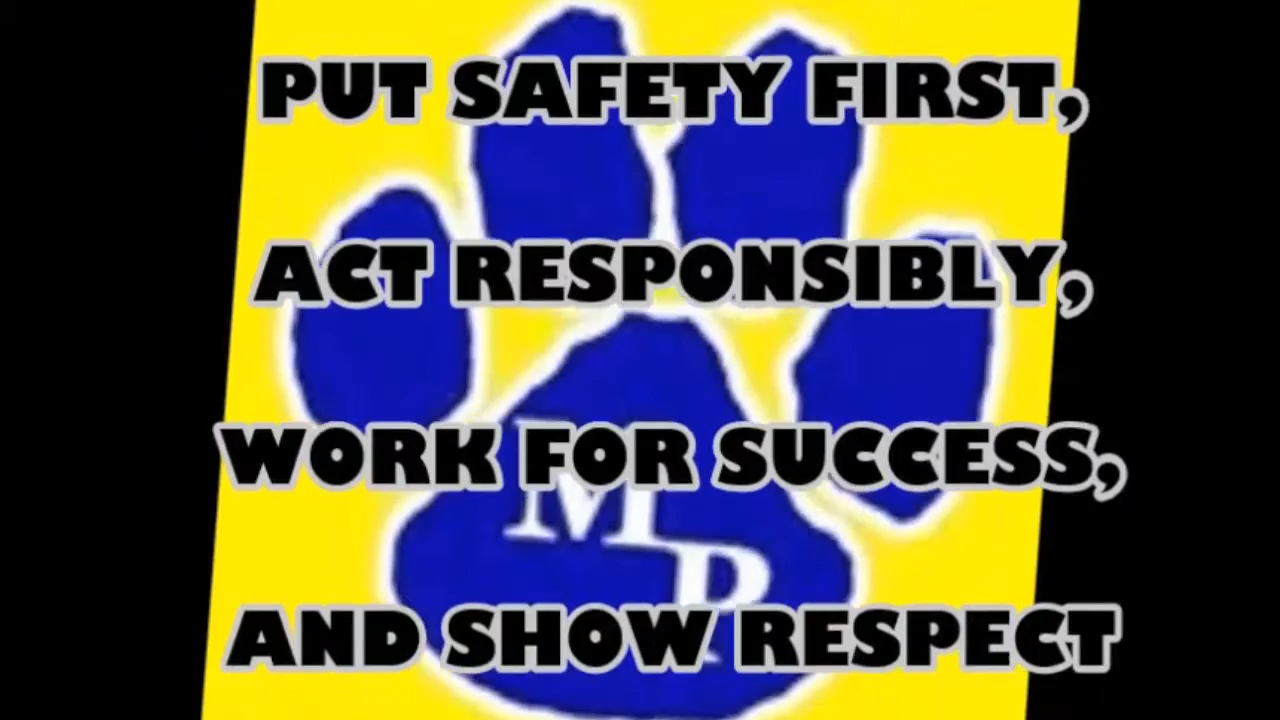 PUT SAFETY FIRST,
ACT RESPONSIBLY,
WORK FOR SUCCESS,
M
P
AND SHOW RESPECT